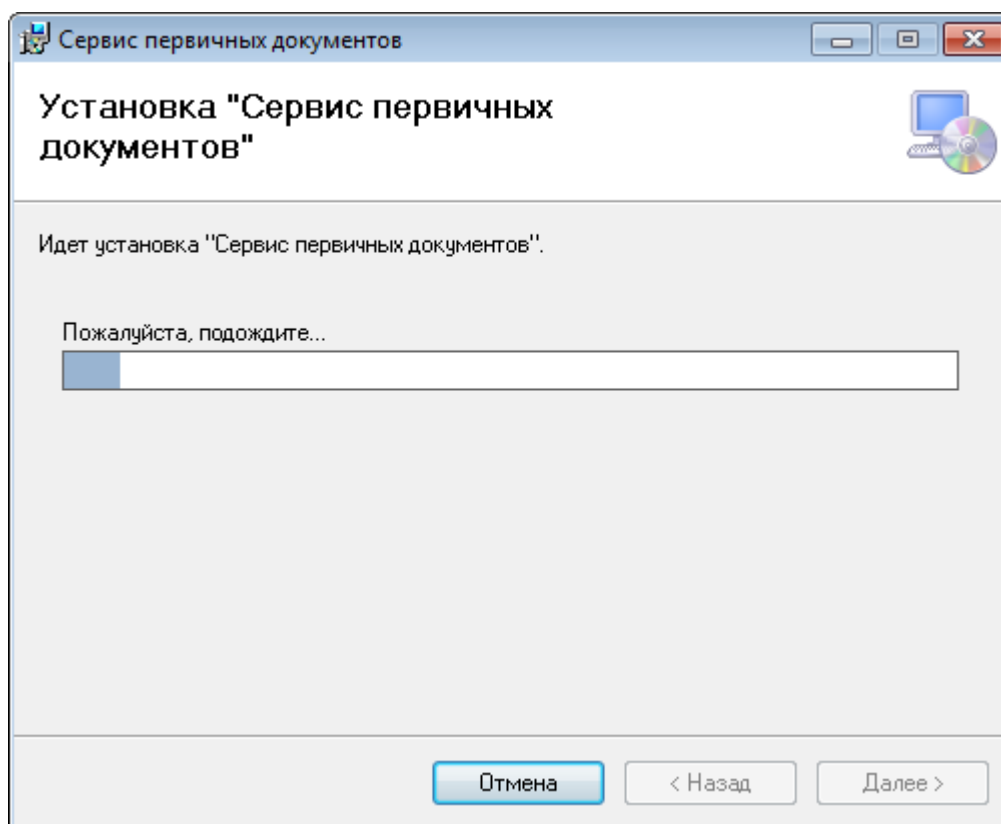 Сервис первичных документов
Установка "Сервис первичных
документов"
Идет установка "Сервис первичных документов".
Пожалуйста, подождите...
Отмена
< Назад
Далее >